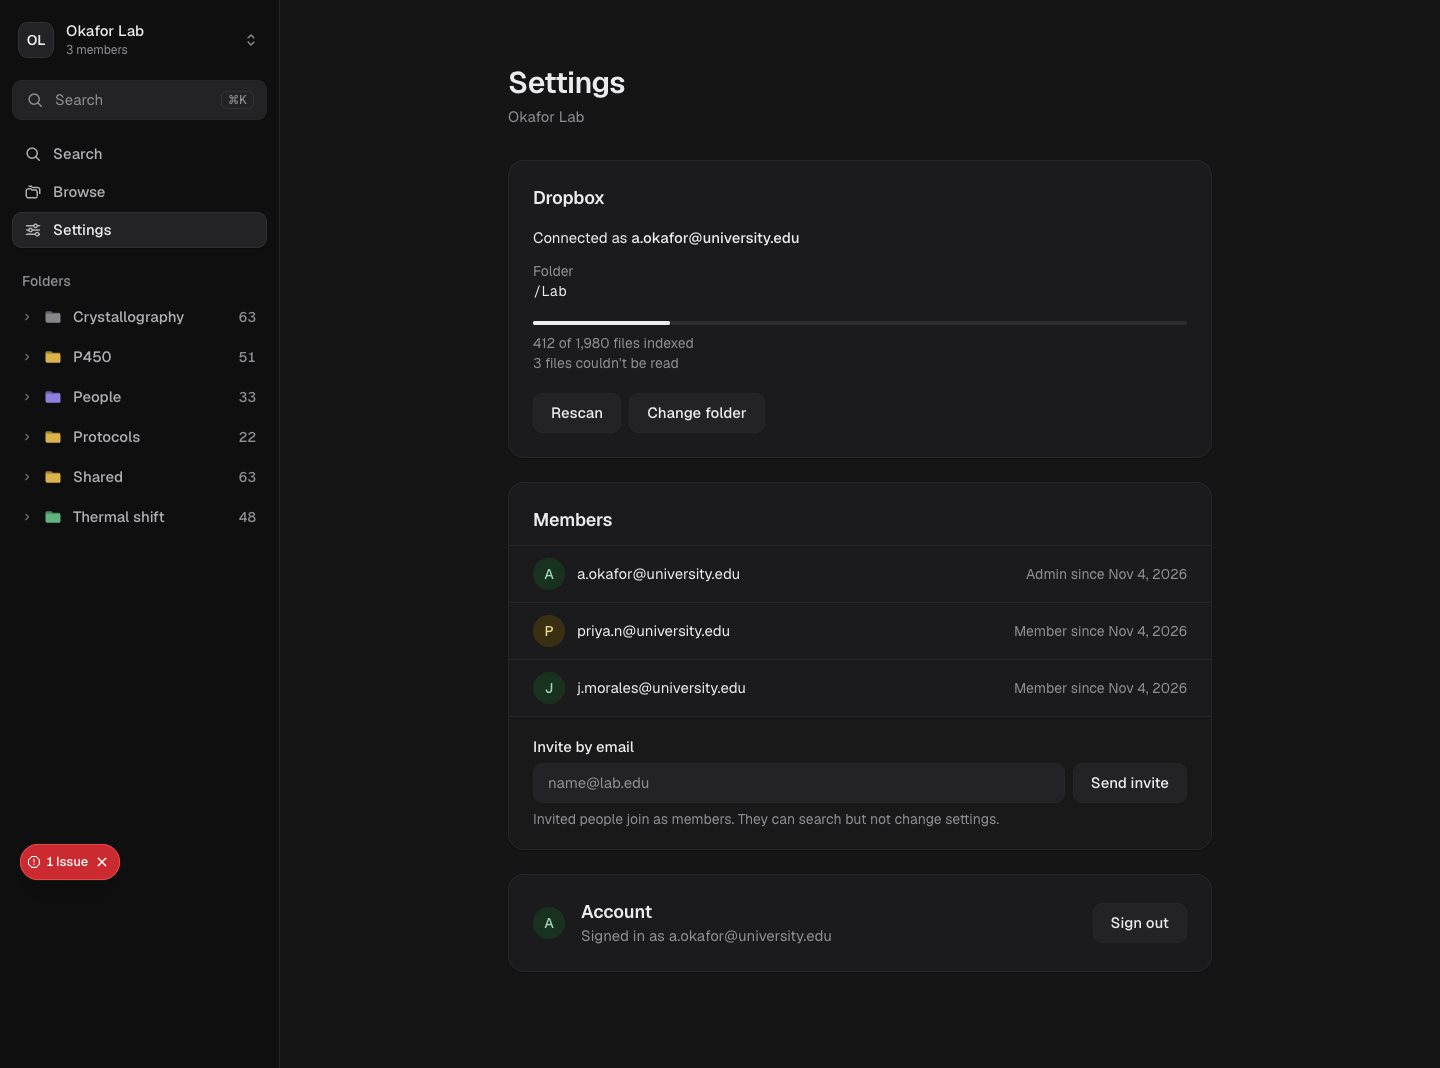 OL
Okafor Lab
3 members
Search
⌘K
Search
Browse
Settings
Folders
Crystallography 63
P450 51
People 33
Protocols 22
Shared 63
Thermal shift 48
1 Issue
Settings
Okafor Lab
Dropbox
Connected as a.okafor@university.edu
Folder
/Lab
412 of 1,980 files indexed
3 files couldn't be read
Rescan
Change folder
Members
A
a.okafor@university.edu
Admin since Nov 4, 2026
P
priya.n@university.edu
Member since Nov 4, 2026
J
j.morales@university.edu
Member since Nov 4, 2026
Invite by email
name@lab.edu
Send invite
Invited people join as members. They can search but not change settings.
A
Account
Signed in as a.okafor@university.edu
Sign out